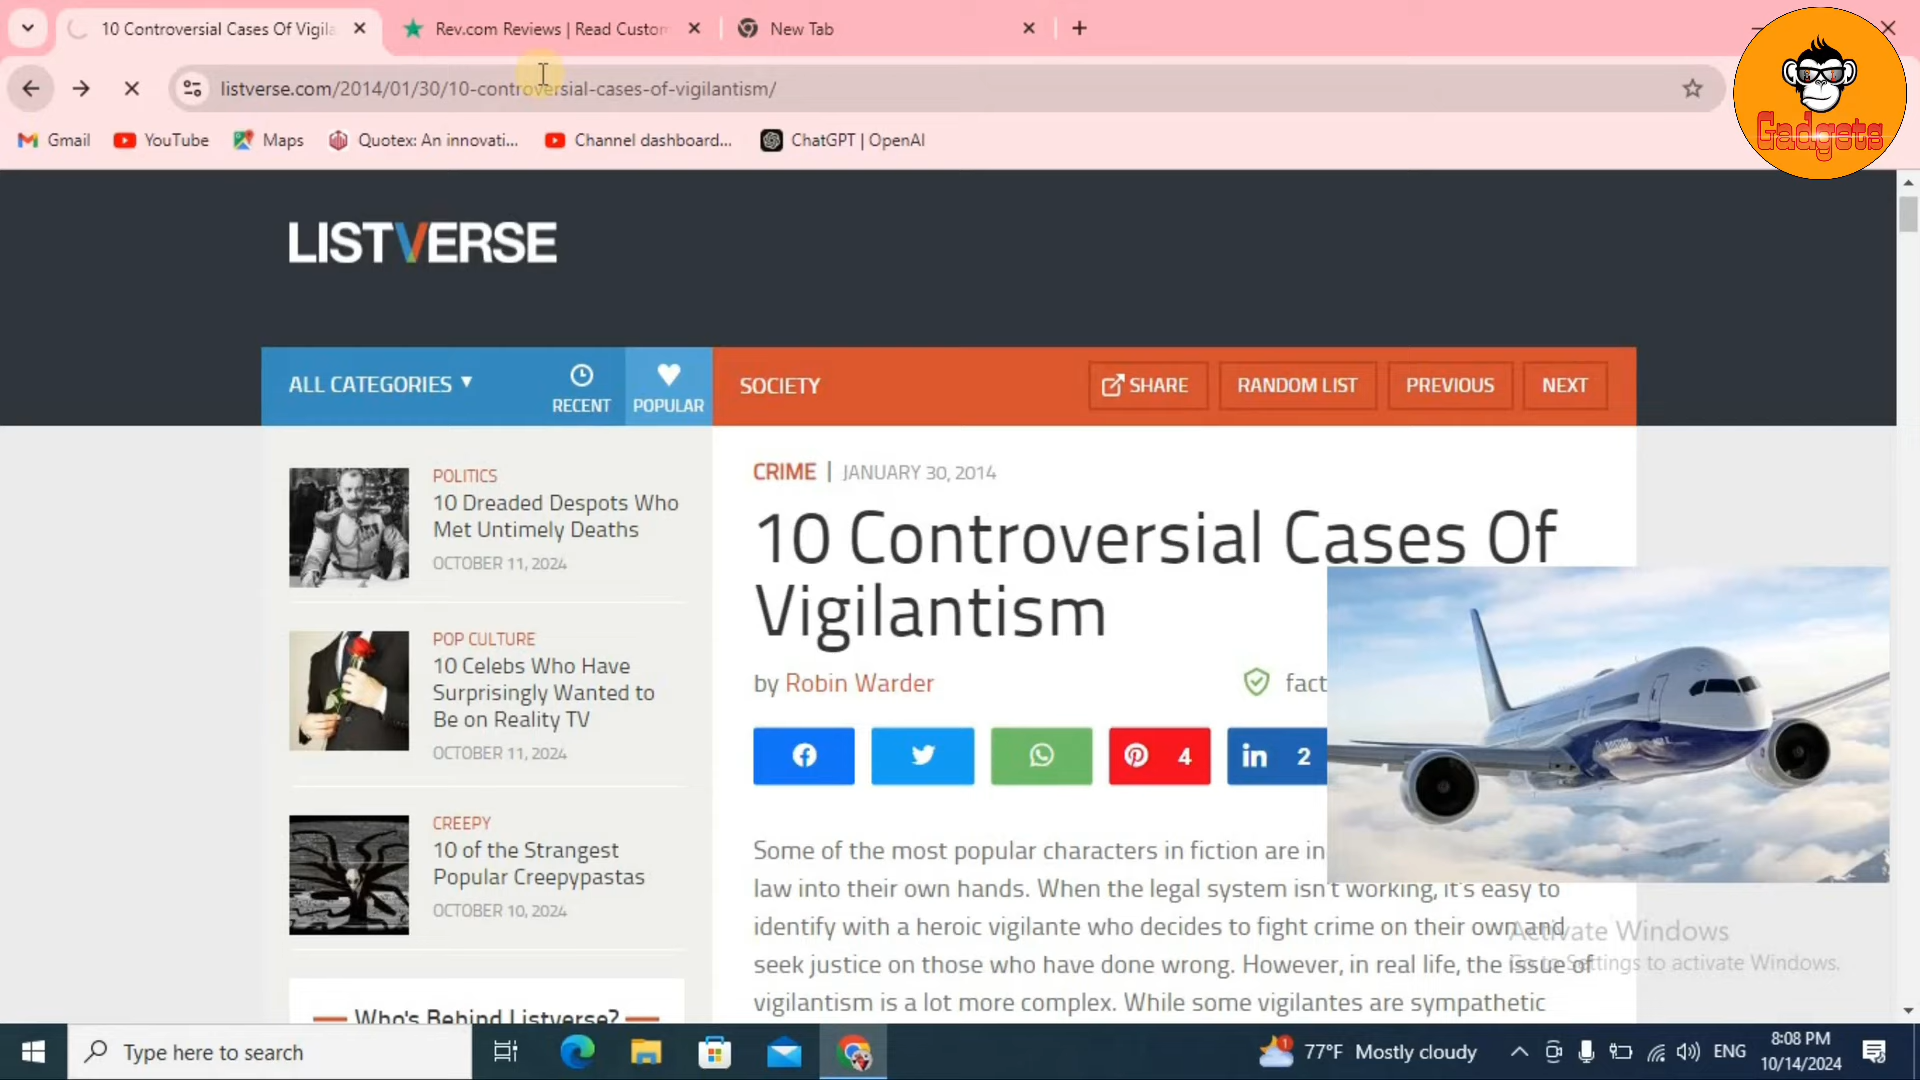 10 Controversial Cases Of Vigila
Rev.com Reviews | Read Custom
New Tab
listverse.com/2014/01/30/10-controversial-cases-of-vigilantism/
Gmail
YouTube
Maps
Quotex: An innovati...
Channel dashboard...
ChatGPT | OpenAI
Gadgets
LISTVERSE
ALL CATEGORIES
RECENT
POPULAR
SOCIETY
SHARE
RANDOM LIST
PREVIOUS
NEXT
POLITICS
10 Dreaded Despots Who
Met Untimely Deaths
OCTOBER 11, 2024
POP CULTURE
10 Celebs Who Have
Surprisingly Wanted to
Be on Reality TV
OCTOBER 11, 2024
CREEPY
10 of the Strangest
Popular Creepypastas
OCTOBER 10, 2024
Who's Behind Listverse?
CRIME | JANUARY 30, 2014
10 Controversial Cases Of
Vigilantism
by Robin Warder
fact
4
2
Some of the most popular characters in fiction are in
law into their own hands. When the legal system isn't working, it's easy to
identify with a heroic vigilante who decides to fight crime on their own and
seek justice on those who have done wrong. However, in real life, the issue of
vigilantism is a lot more complex. While some vigilantes are sympathetic
Activate Windows
Go to Settings to activate Windows.
Type here to search
1
77°F Mostly cloudy
ENG
8:08 PM
10/14/2024